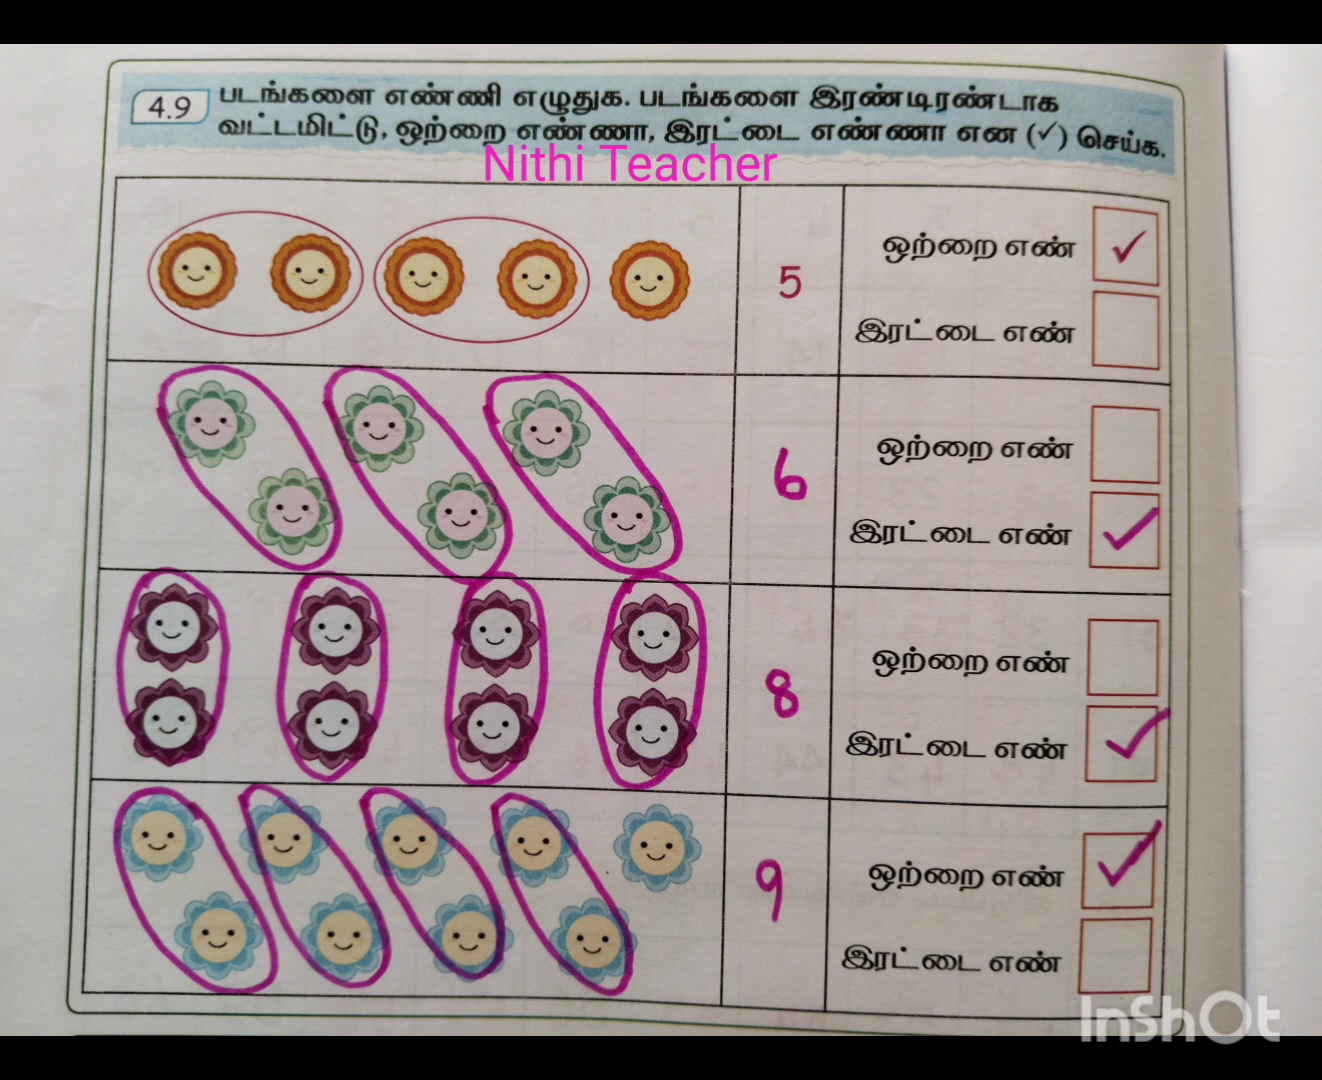 4.9 படங்களை எண்ணி எழுதுக. படங்களை இரண்டிரண்டாக
வட்டமிட்டு, ஒற்றை எண்ணா, இரட்டை எண்ணா என (✓) செய்க.
Nithi Teacher
ஒற்றை எண் ✓
5
இரட்டை எண்
ஒற்றை எண்
6
இரட்டை எண் ✓
ஒற்றை எண்
8
இரட்டை எண் ✓
ஒற்றை எண் ✓
9
இரட்டை எண்
InShOt